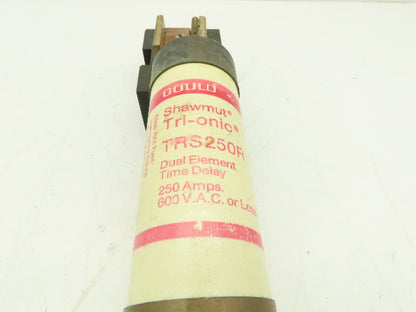 GOULD
Shawmut®
Tri-onic®
TRS250R
Dual Element
Time Delay
250 Amps.
600 V.A.C. or Less